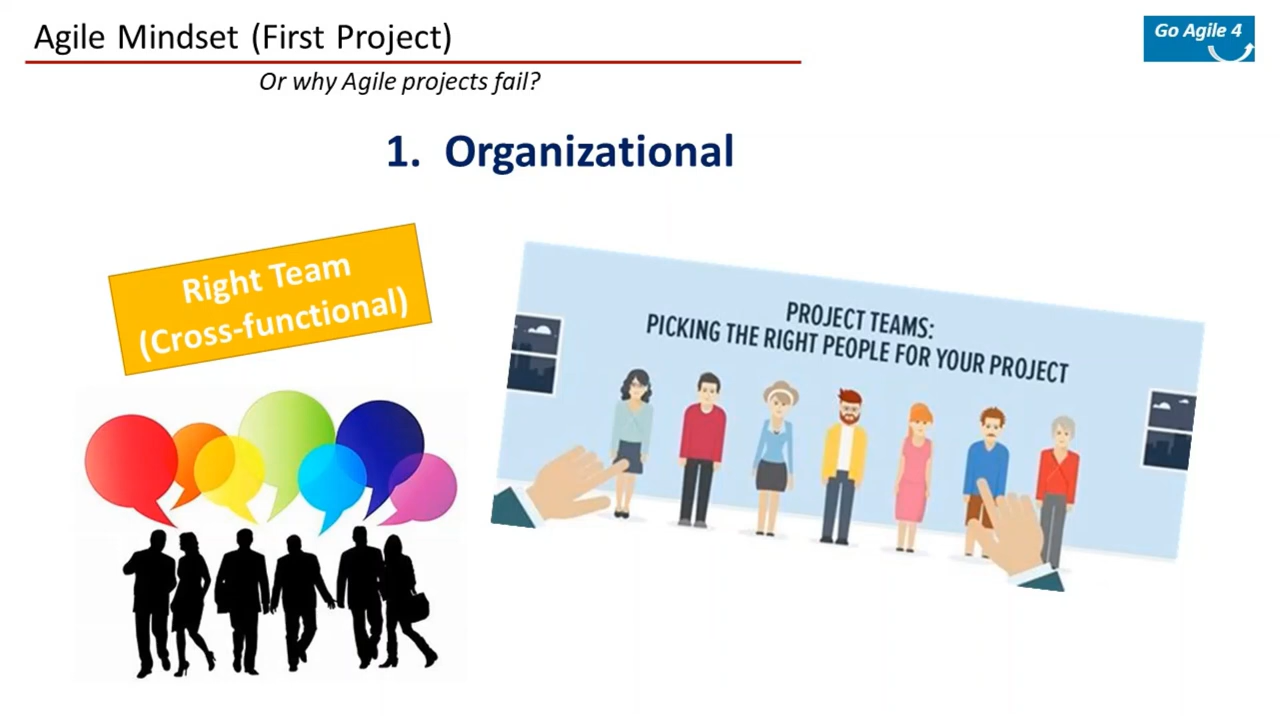 Agile Mindset (First Project)
Go Agile 4
Or why Agile projects fail?
1. Organizational
Right Team
(Cross-functional)
PROJECT TEAMS:
PICKING THE RIGHT PEOPLE FOR YOUR PROJECT